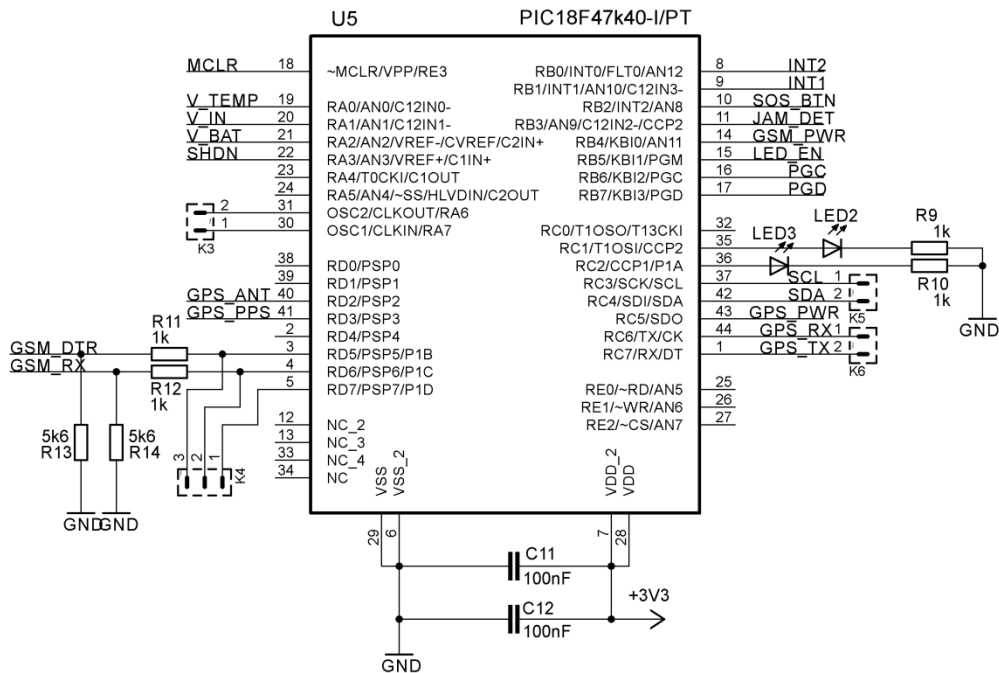 U5 PIC18F47k40-I/PT
MCLR 18 ~MCLR/VPP/RE3 RB0/INT0/FLT0/AN12 8 INT2
RB1/INT1/AN10/C12IN3- 9 INT1
V_TEMP 19 RA0/AN0/C12IN0- RB2/INT2/AN8 10 SOS_BTN
V_IN 20 RA1/AN1/C12IN1- RB3/AN9/C12IN2-/CCP2 11 JAM_DET
V_BAT 21 RA2/AN2/VREF-/CVREF/C2IN+ RB4/KBI0/AN11 14 GSM_PWR
SHDN 22 RA3/AN3/VREF+/C1IN+ RB5/KBI1/PGM 15 LED_EN
23 RA4/T0CKI/C1OUT RB6/KBI2/PGC 16 PGC
24 RA5/AN4/~SS/HLVDIN/C2OUT RB7/KBI3/PGD 17 PGD
2 31 OSC2/CLKOUT/RA6
1 30 OSC1/CLKIN/RA7 RC0/T1OSO/T13CKI 32
K3
LED2 R9
RC1/T1OSI/CCP2 35 1k
LED3
38 RD0/PSP0 RC2/CCP1/P1A 36 R10
1k
39 RD1/PSP1 RC3/SCK/SCL 37 SCL 1
GPS_ANT 40 RD2/PSP2 RC4/SDI/SDA 42 SDA 2
K5
GPS_PPS 41 RD3/PSP3 RC5/SDO 43 GPS_PWR
GND
2 RD4/PSP4 RC6/TX/CK 44 GPS_RX 1
R11
1k
GSM_DTR 3 RD5/PSP5/P1B RC7/RX/DT 1 GPS_TX 2
K6
GSM_RX 4 RD6/PSP6/P1C
R12
1k
5 RD7/PSP7/P1D RE0/~RD/AN5 25
RE1/~WR/AN6 26
12 NC_2 RE2/~CS/AN7 27
13 NC_3
33 NC_4
34 NC
5k6
R13
5k6
R14
3 2 1
K4
GND GND
VSS VSS_2 VDD_2 VDD
29 6 7 28
C11
100nF
C12
100nF
+3V3
GND